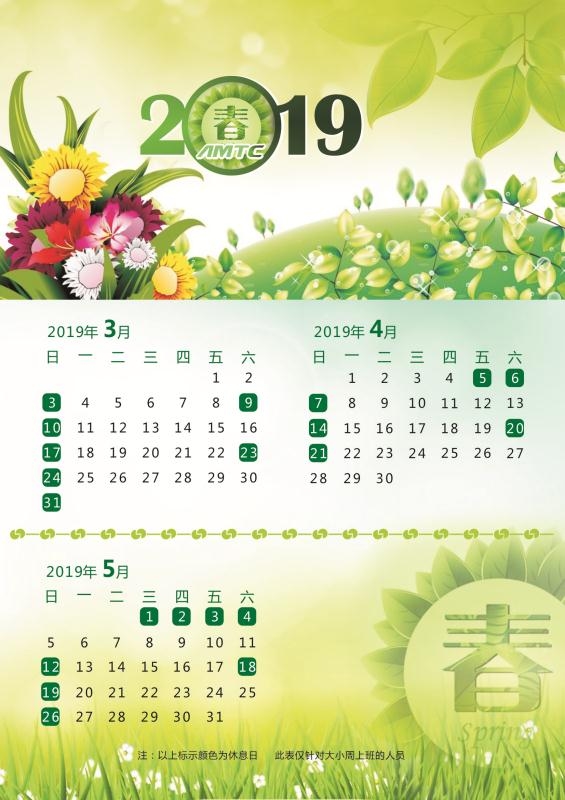 2019
春
AMTC
2019年 3月
日 一 二 三 四 五 六
1 2
3 4 5 6 7 8 9
10 11 12 13 14 15 16
17 18 19 20 21 22 23
24 25 26 27 28 29 30
31
2019年 4月
日 一 二 三 四 五 六
1 2 3 4 5 6
7 8 9 10 11 12 13
14 15 16 17 18 19 20
21 22 23 24 25 26 27
28 29 30
2019年 5月
日 一 二 三 四 五 六
1 2 3 4
5 6 7 8 9 10 11
12 13 14 15 16 17 18
19 20 21 22 23 24 25
26 27 28 29 30 31
春
Spring
注：以上标示颜色为休息日 此表仅针对大小周上班的人员